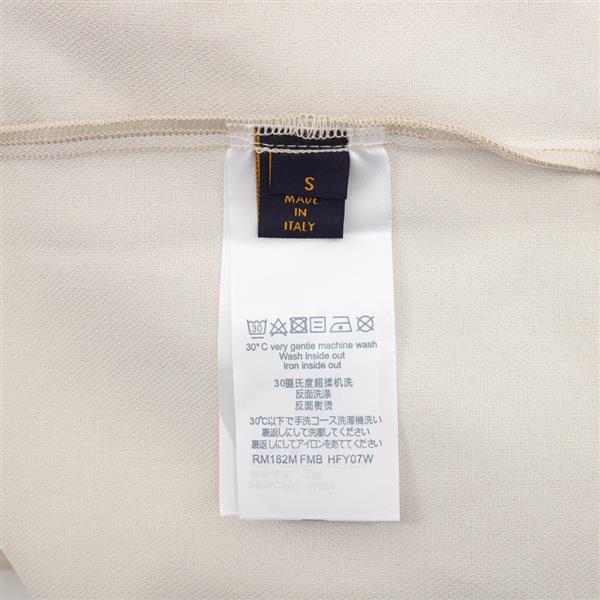 S
MADE
IN
ITALY
30
30°C very gentle machine wash
Wash inside out
Iron inside out
30摄氏度超揉机洗
反面洗涤
反面熨烫
30℃以下で手洗コース洗濯機洗い
裏返しにして洗濯してください
裏返しにしてアイロンをあててください
RM182M FMB HFY07W